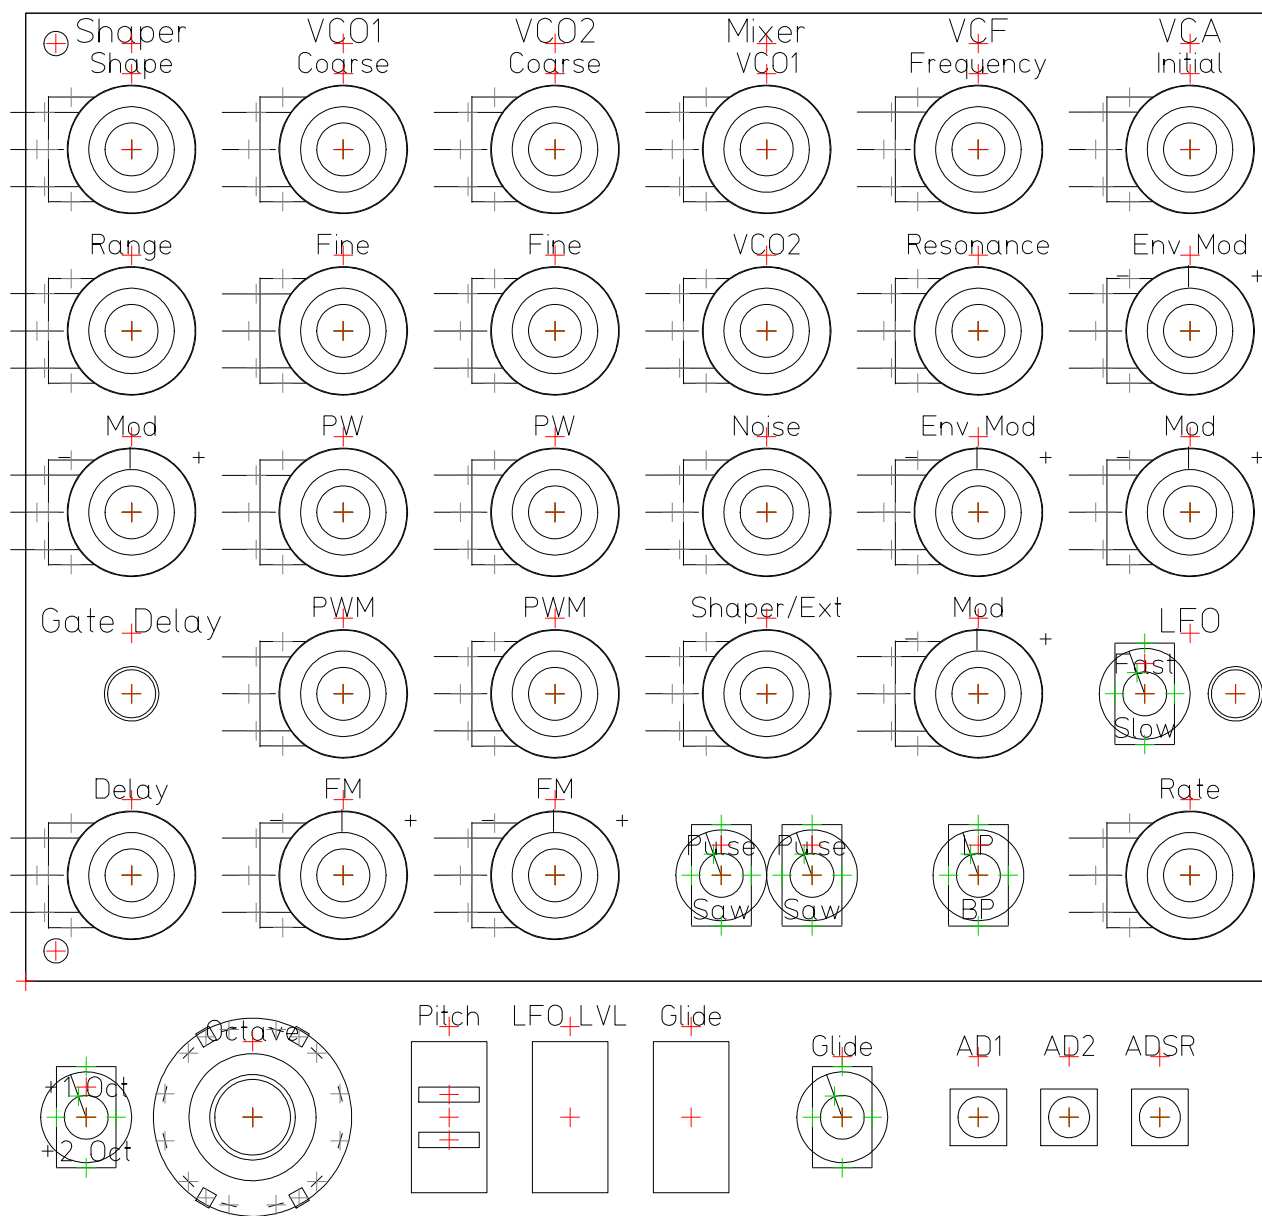 Shaper VCO1 VCO2 Mixer VCF VCA
Shape Coarse Coarse VCO1 Frequency Initial
Range Fine Fine VCO2 Resonance Env Mod
- +
Mod PW PW Noise Env Mod Mod
- + - + - +
Gate Delay PWM PWM Shaper/Ext Mod LFO
- +
Fast
Slow
Delay FM FM Rate
- + - +
Pulse Pulse LP
Saw Saw BP
Octave Pitch LFO LVL Glide Glide AD1 AD2 ADSR
+1 Oct
+2 Oct